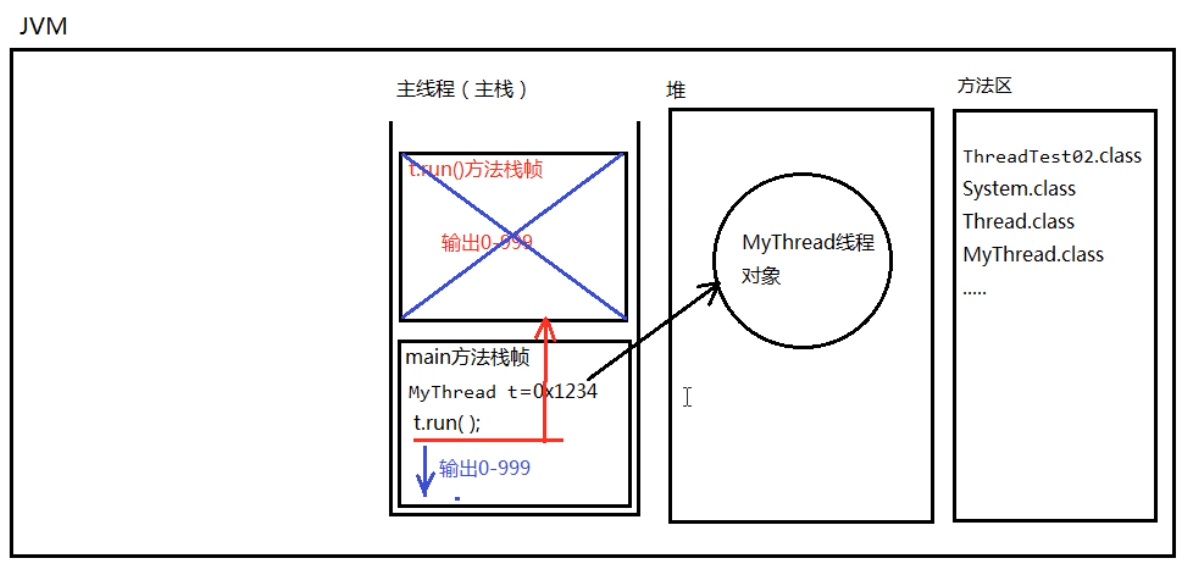 JVM
主线程（主栈）
t.run()方法栈帧
输出0-999
main方法栈帧
MyThread t=0x1234
t.run( );
输出0-999
堆
MyThread线程
对象
方法区
ThreadTest02.class
System.class
Thread.class
MyThread.class
.....